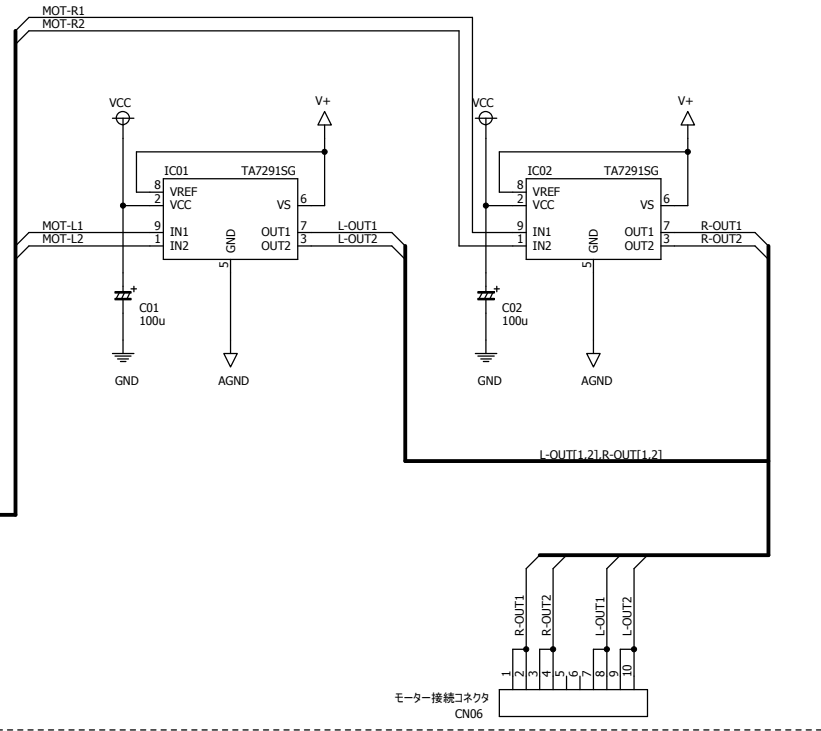 MOT-R1
MOT-R2
VCC
V+
VCC
V+
IC01 TA7291SG
IC02 TA7291SG
8 VREF
2 VCC
VS 6
8 VREF
2 VCC
VS 6
MOT-L1 9 IN1
OUT1 7 L-OUT1
9 IN1
OUT1 7 R-OUT1
MOT-L2 1 IN2
GND
OUT2 3 L-OUT2
1 IN2
GND
OUT2 3 R-OUT2
5
5
+
C01
100u
+
C02
100u
GND
AGND
GND
AGND
L-OUT[1,2],R-OUT[1,2]
R-OUT1
R-OUT2
L-OUT1
L-OUT2
1 2 3 4 5 6 7 8 9 10
モーター接続コネクタ
CN06